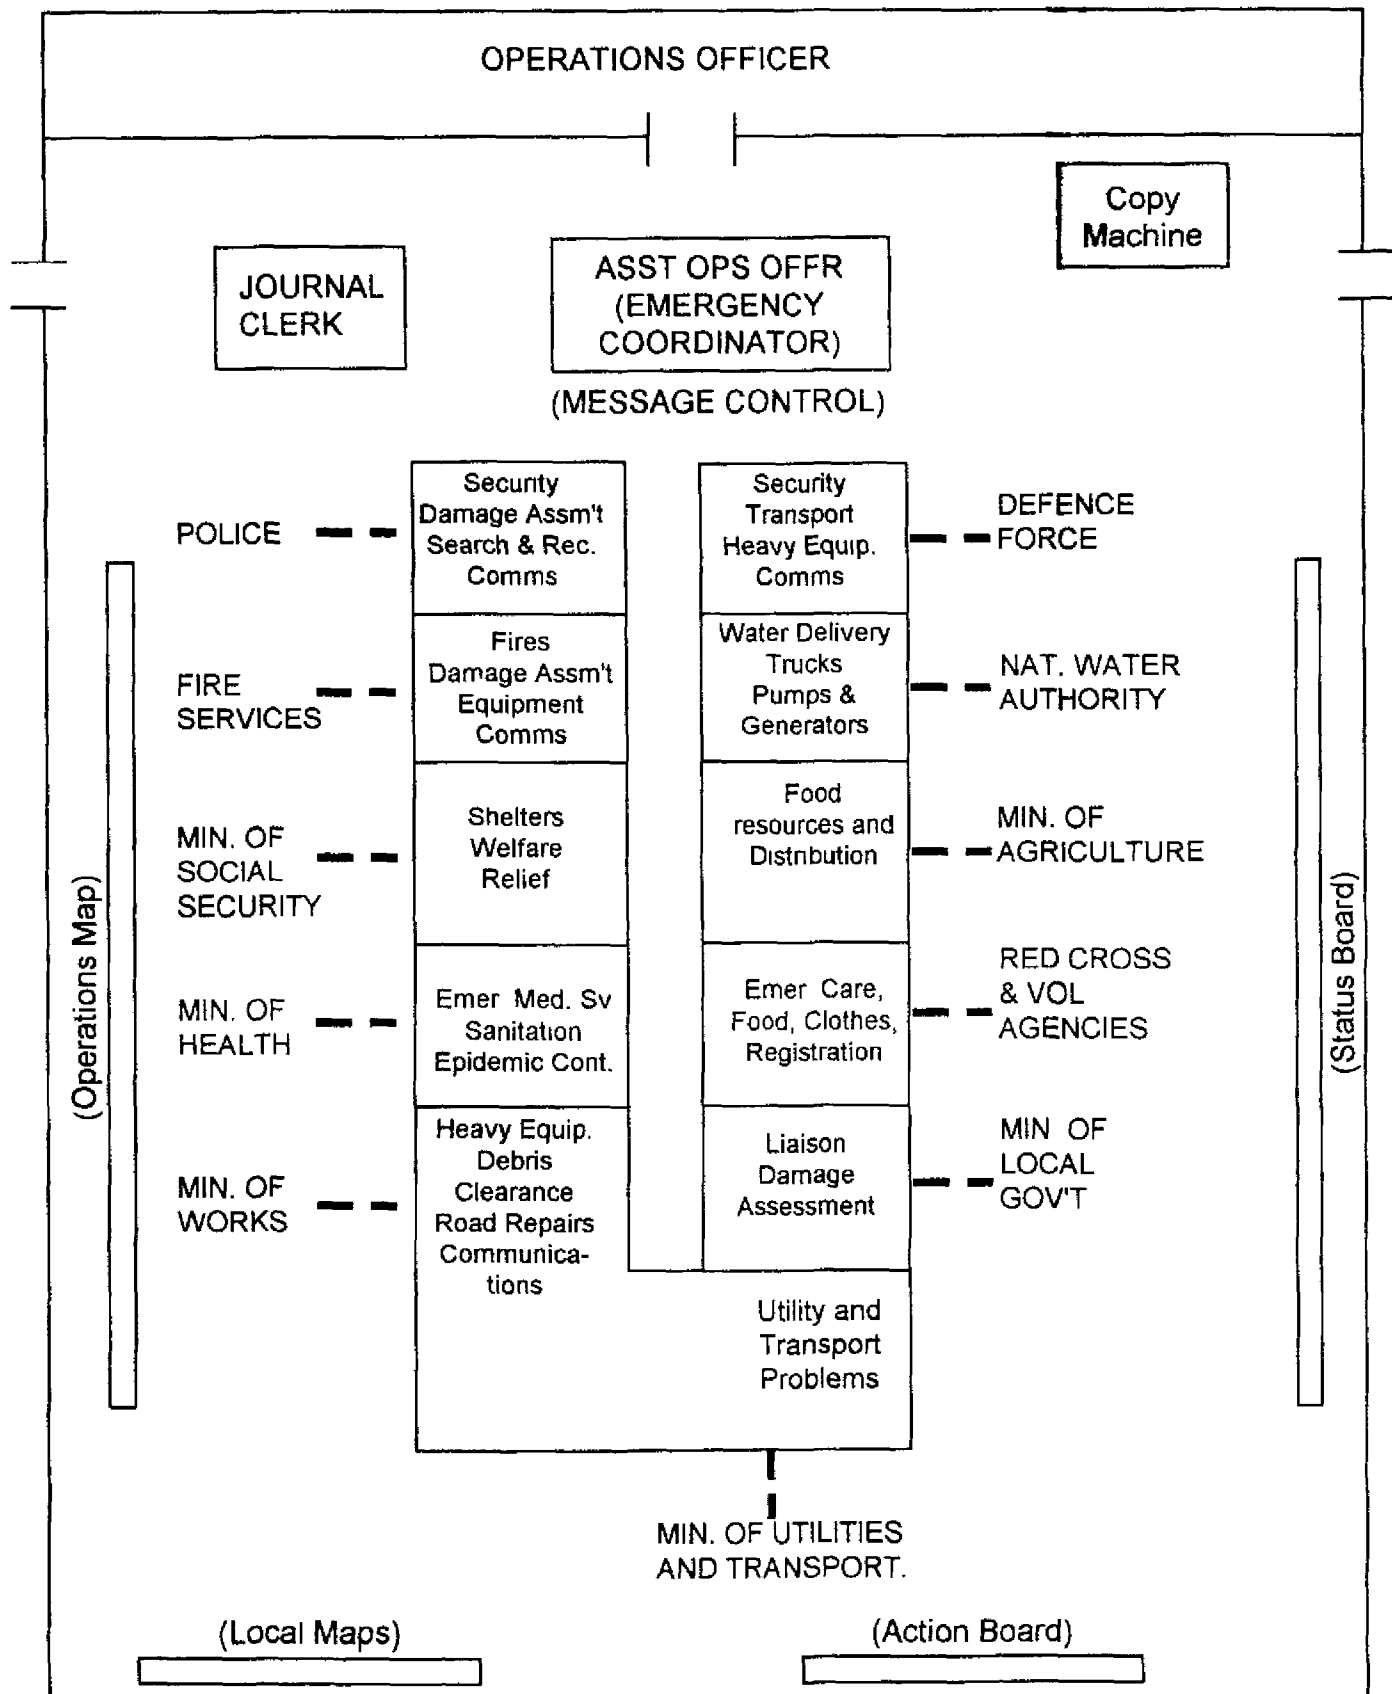 OPERATIONS OFFICER
Copy
Machine
JOURNAL
CLERK
ASST OPS OFFR
(EMERGENCY
COORDINATOR)
(MESSAGE CONTROL)
POLICE
Security
Damage Assm't
Search & Rec.
Comms
Security
Transport
Heavy Equip.
Comms
DEFENCE
FORCE
FIRE
SERVICES
Fires
Damage Assm't
Equipment
Comms
Water Delivery
Trucks
Pumps &
Generators
NAT. WATER
AUTHORITY
MIN. OF
SOCIAL
SECURITY
Shelters
Welfare
Relief
Food
resources and
Distribution
MIN. OF
AGRICULTURE
(Operations Map)
(Status Board)
MIN. OF
HEALTH
Emer Med. Sv
Sanitation
Epidemic Cont.
Emer Care,
Food, Clothes,
Registration
RED CROSS
& VOL
AGENCIES
MIN. OF
WORKS
Heavy Equip.
Debris
Clearance
Road Repairs
Communica-
tions
Liaison
Damage
Assessment
MIN OF
LOCAL
GOV'T
Utility and
Transport
Problems
MIN. OF UTILITIES
AND TRANSPORT.
(Local Maps)
(Action Board)